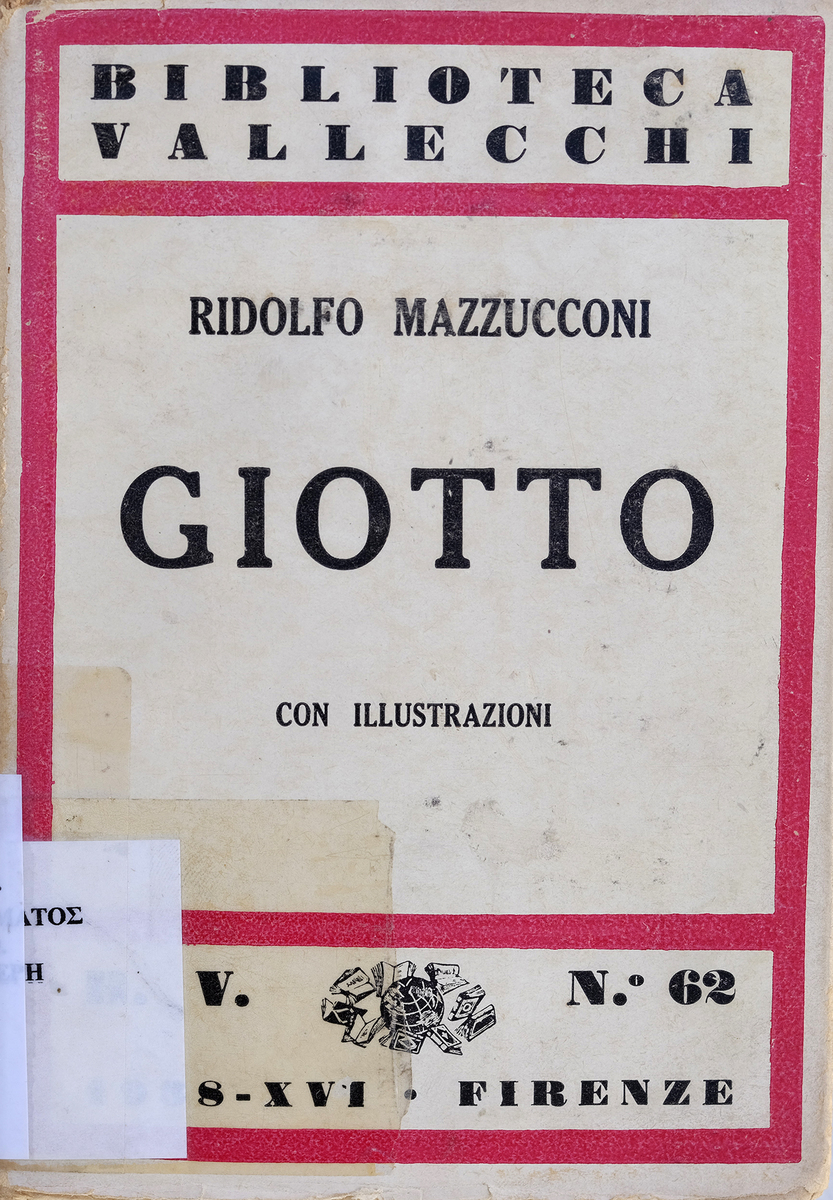 BIBLIOTECA
VALLECCHI
RIDOLFO MAZZUCCONI
GIOTTO
CON ILLUSTRAZIONI
V. N.º 62
8-XVI • FIRENZE
ΑΤΟΣ
Η